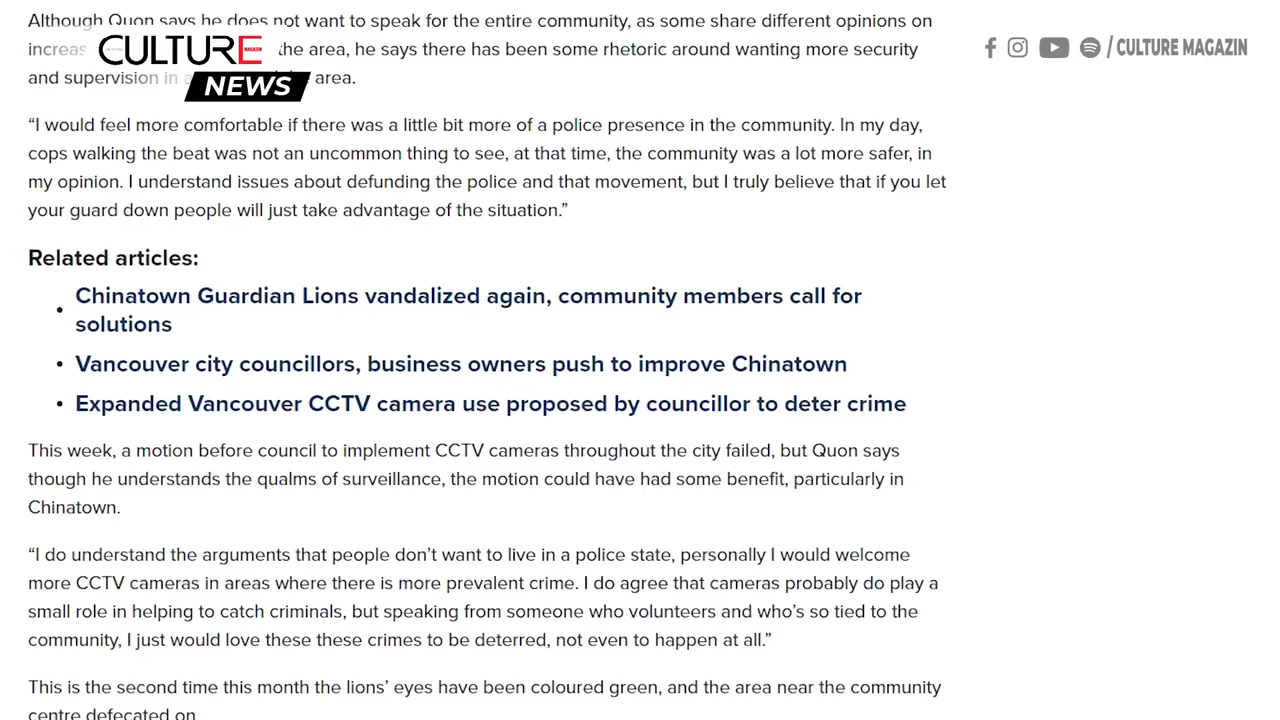 Although Quon says he does not want to speak for the entire community, as some share different opinions on
increas the area, he says there has been some rhetoric around wanting more security
and supervision in area.
CULTURE
MAGAZIN
NEWS
/ CULTURE MAGAZIN
“I would feel more comfortable if there was a little bit more of a police presence in the community. In my day,
cops walking the beat was not an uncommon thing to see, at that time, the community was a lot more safer, in
my opinion. I understand issues about defunding the police and that movement, but I truly believe that if you let
your guard down people will just take advantage of the situation.”
Related articles:
• Chinatown Guardian Lions vandalized again, community members call for
solutions
• Vancouver city councillors, business owners push to improve Chinatown
• Expanded Vancouver CCTV camera use proposed by councillor to deter crime
This week, a motion before council to implement CCTV cameras throughout the city failed, but Quon says
though he understands the qualms of surveillance, the motion could have had some benefit, particularly in
Chinatown.
“I do understand the arguments that people don’t want to live in a police state, personally I would welcome
more CCTV cameras in areas where there is more prevalent crime. I do agree that cameras probably do play a
small role in helping to catch criminals, but speaking from someone who volunteers and who’s so tied to the
community, I just would love these these crimes to be deterred, not even to happen at all.”
This is the second time this month the lions’ eyes have been coloured green, and the area near the community
centre defecated on